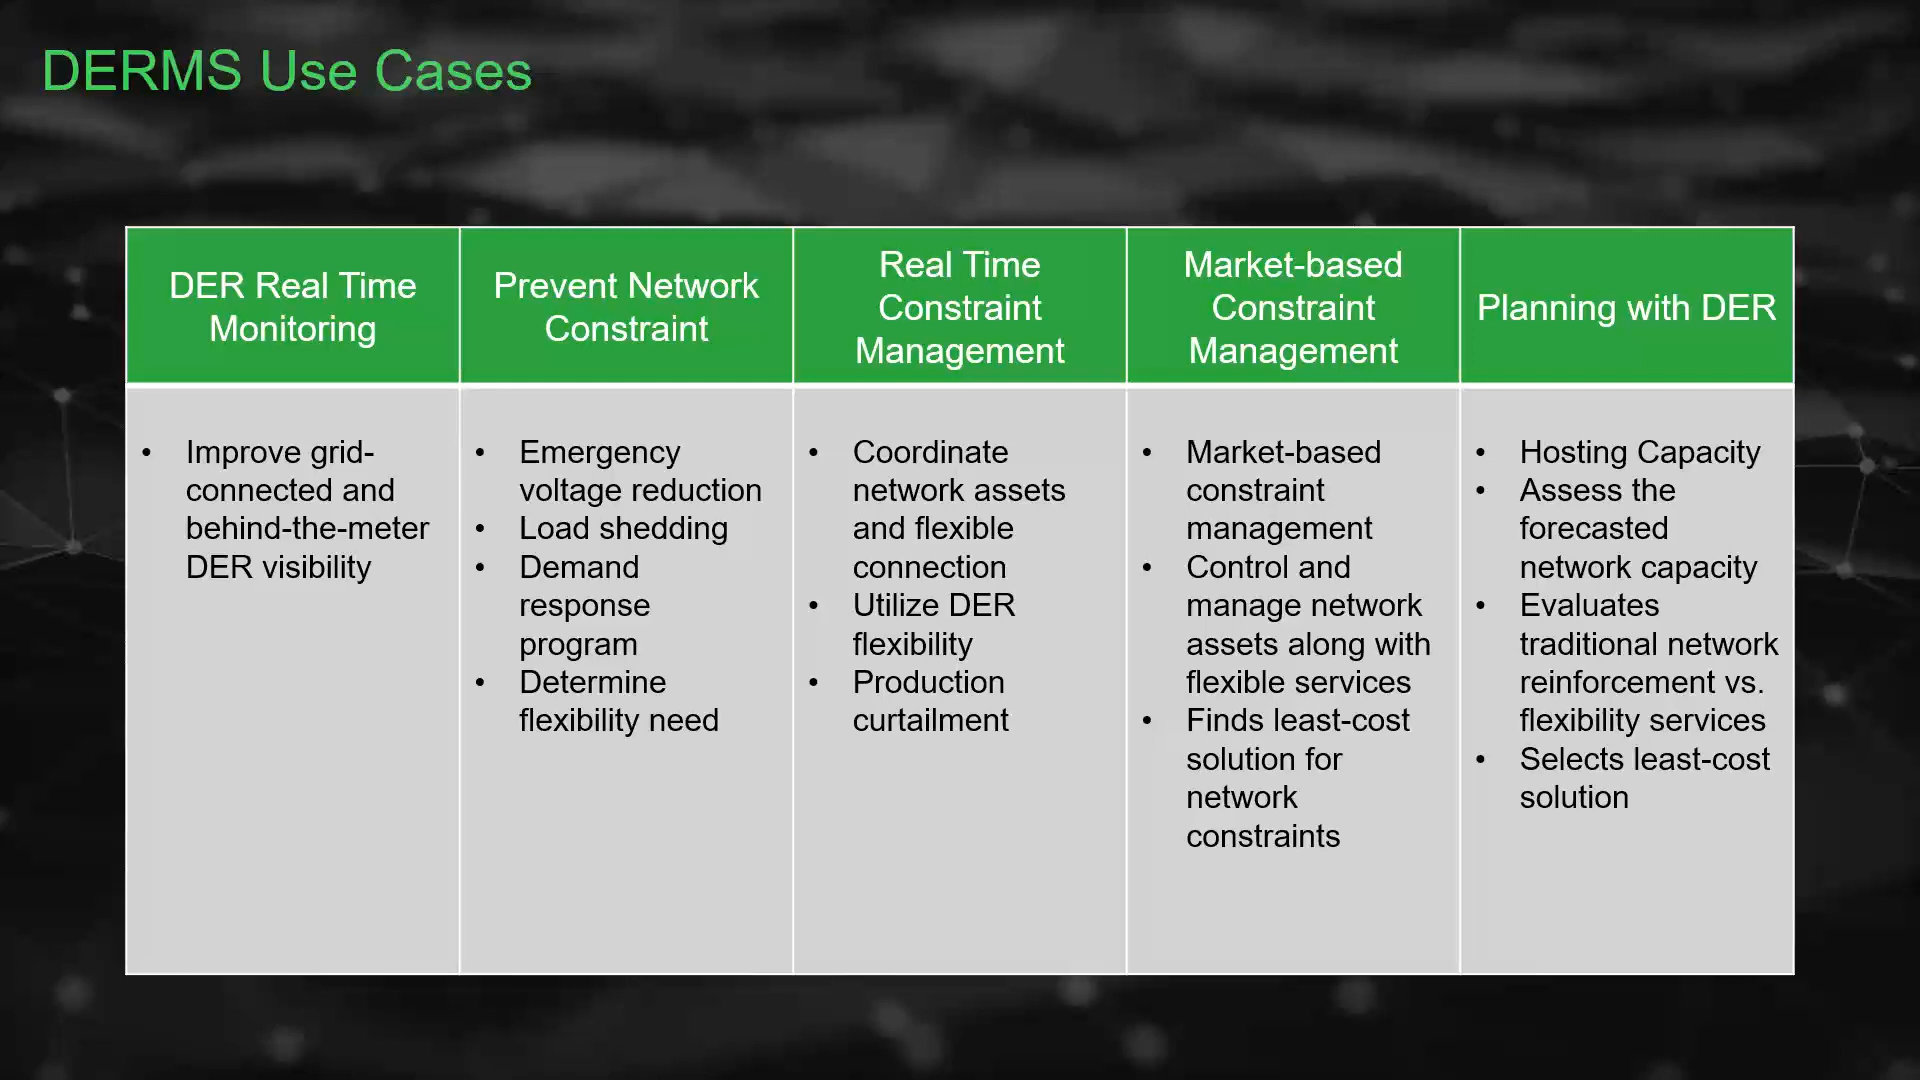 DERMS Use Cases
DER Real Time
Monitoring
Prevent Network
Constraint
Real Time
Constraint
Management
Market-based
Constraint
Management
Planning with DER
• Improve grid-
connected and
behind-the-meter
DER visibility
• Emergency
voltage reduction
• Load shedding
• Demand
response
program
• Determine
flexibility need
• Coordinate
network assets
and flexible
connection
• Utilize DER
flexibility
• Production
curtailment
• Market-based
constraint
management
• Control and
manage network
assets along with
flexible services
• Finds least-cost
solution for
network
constraints
• Hosting Capacity
• Assess the
forecasted
network capacity
• Evaluates
traditional network
reinforcement vs.
flexibility services
• Selects least-cost
solution